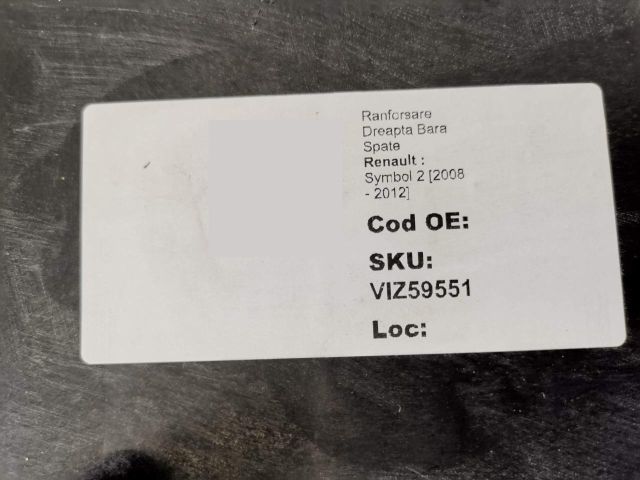 Ranforsare
Dreapta Bara
Spate
Renault :
Symbol 2 [2008
- 2012]
Cod OE:
SKU:
VIZ59551
Loc: